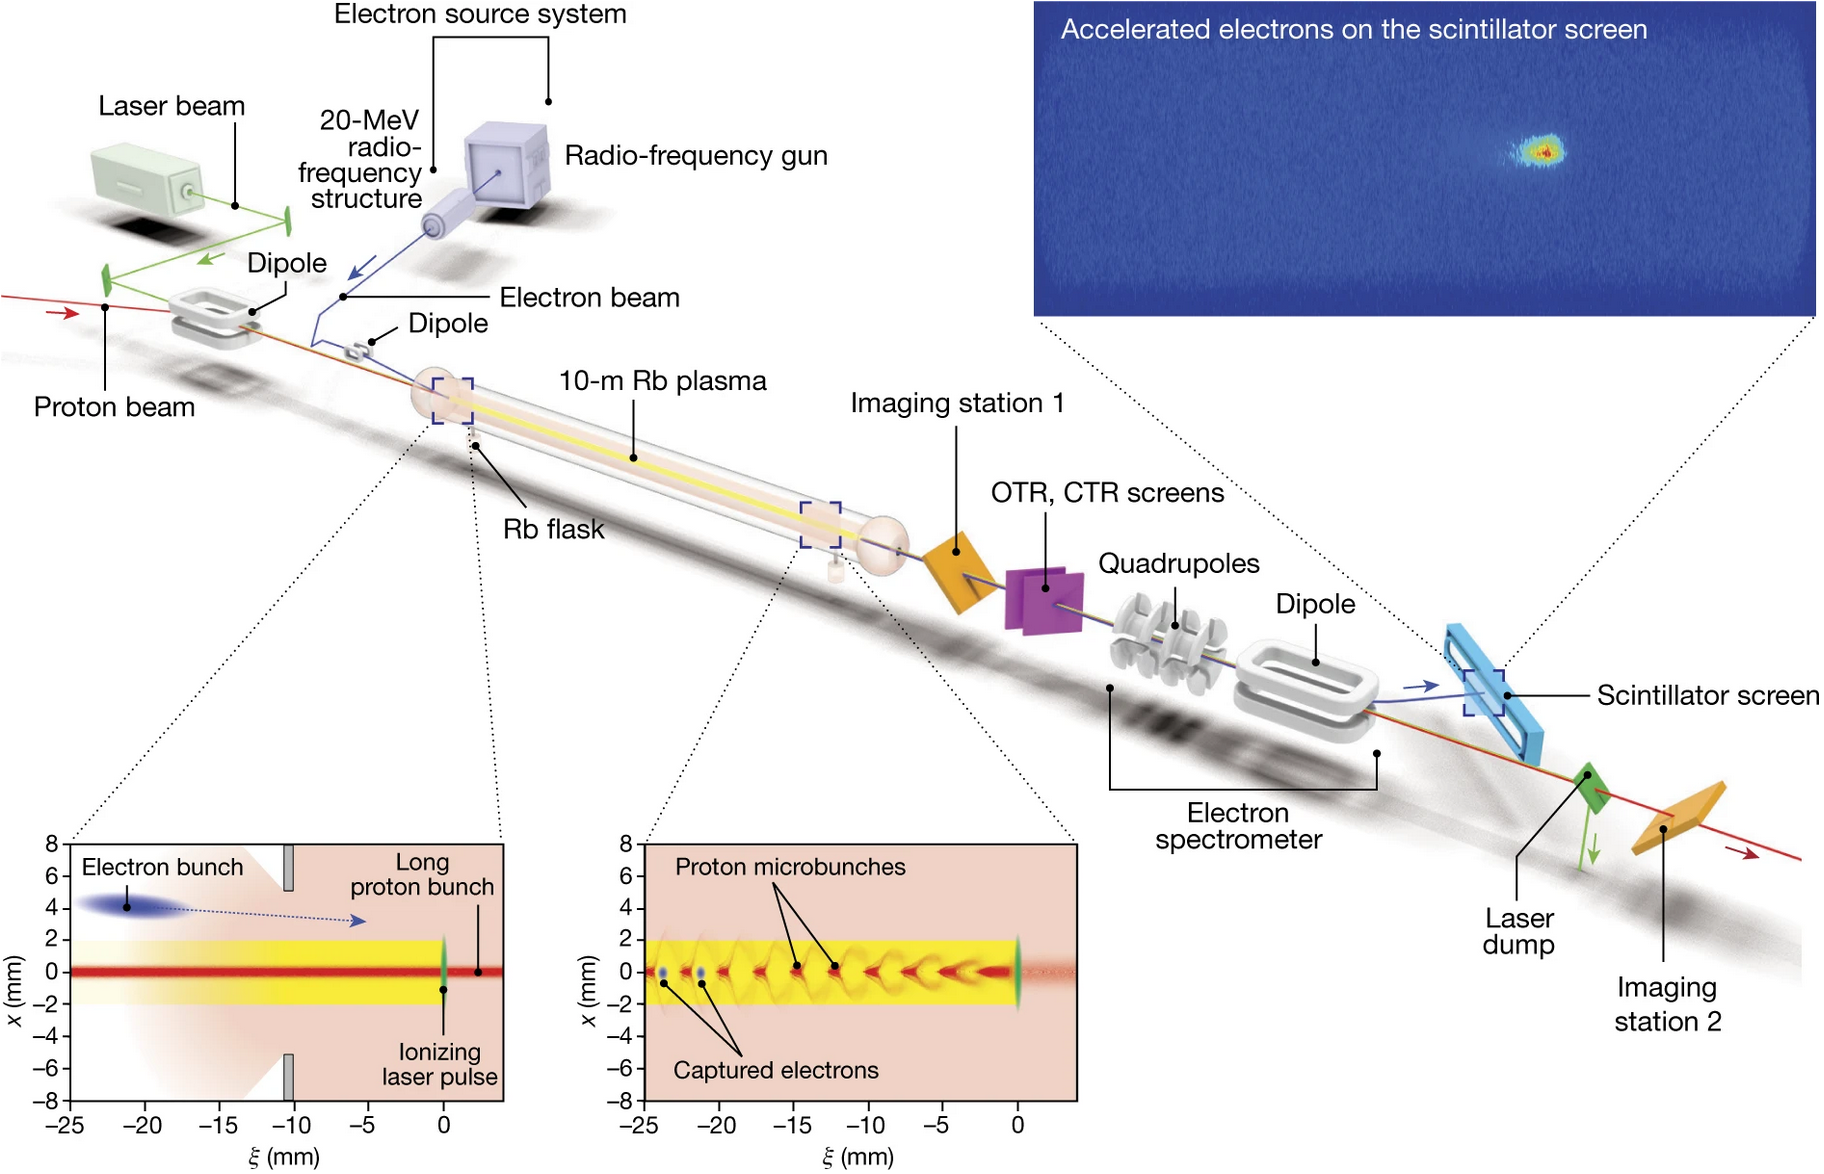 Electron source system
Accelerated electrons on the scintillator screen
Laser beam
20-MeV
radio-
frequency
structure
Radio-frequency gun
Dipole
Electron beam
Dipole
Proton beam
10-m Rb plasma
Imaging station 1
Rb flask
OTR, CTR screens
Quadrupoles
Dipole
Scintillator screen
Electron
spectrometer
Laser
dump
Imaging
station 2
8
6
4
2
0
–2
–4
–6
–8
x (mm)
Electron bunch
Long
proton bunch
Ionizing
laser pulse
–25
–20
–15
–10
–5
0
ξ (mm)
8
6
4
2
0
–2
–4
–6
–8
x (mm)
Proton microbunches
Captured electrons
–25
–20
–15
–10
–5
0
ξ (mm)